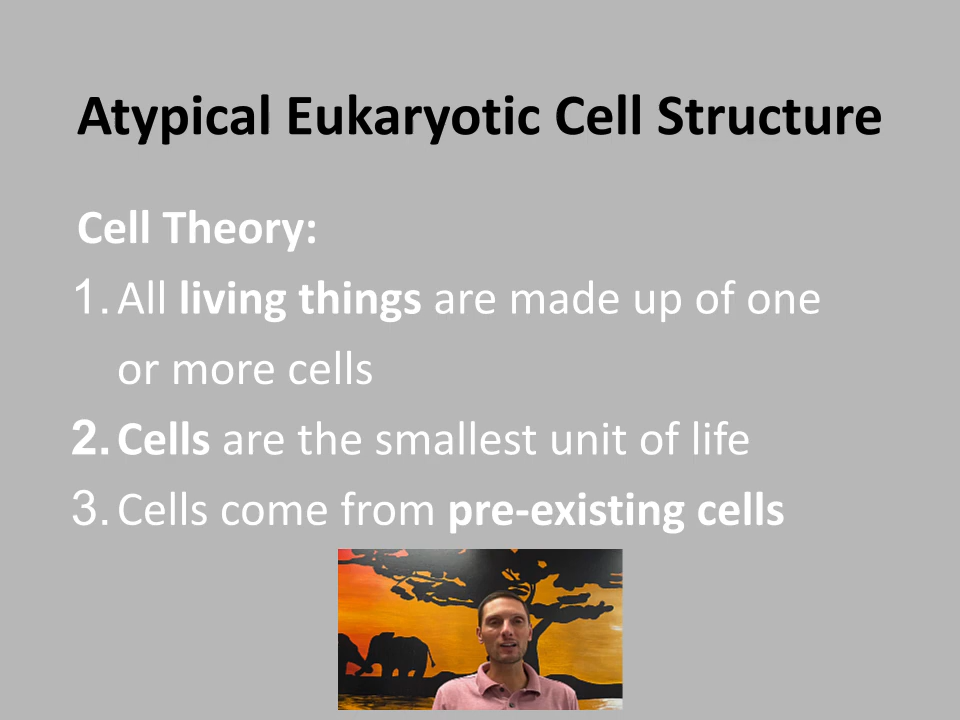 Atypical Eukaryotic Cell Structure
Cell Theory:
1. All living things are made up of one
or more cells
2. Cells are the smallest unit of life
3. Cells come from pre-existing cells